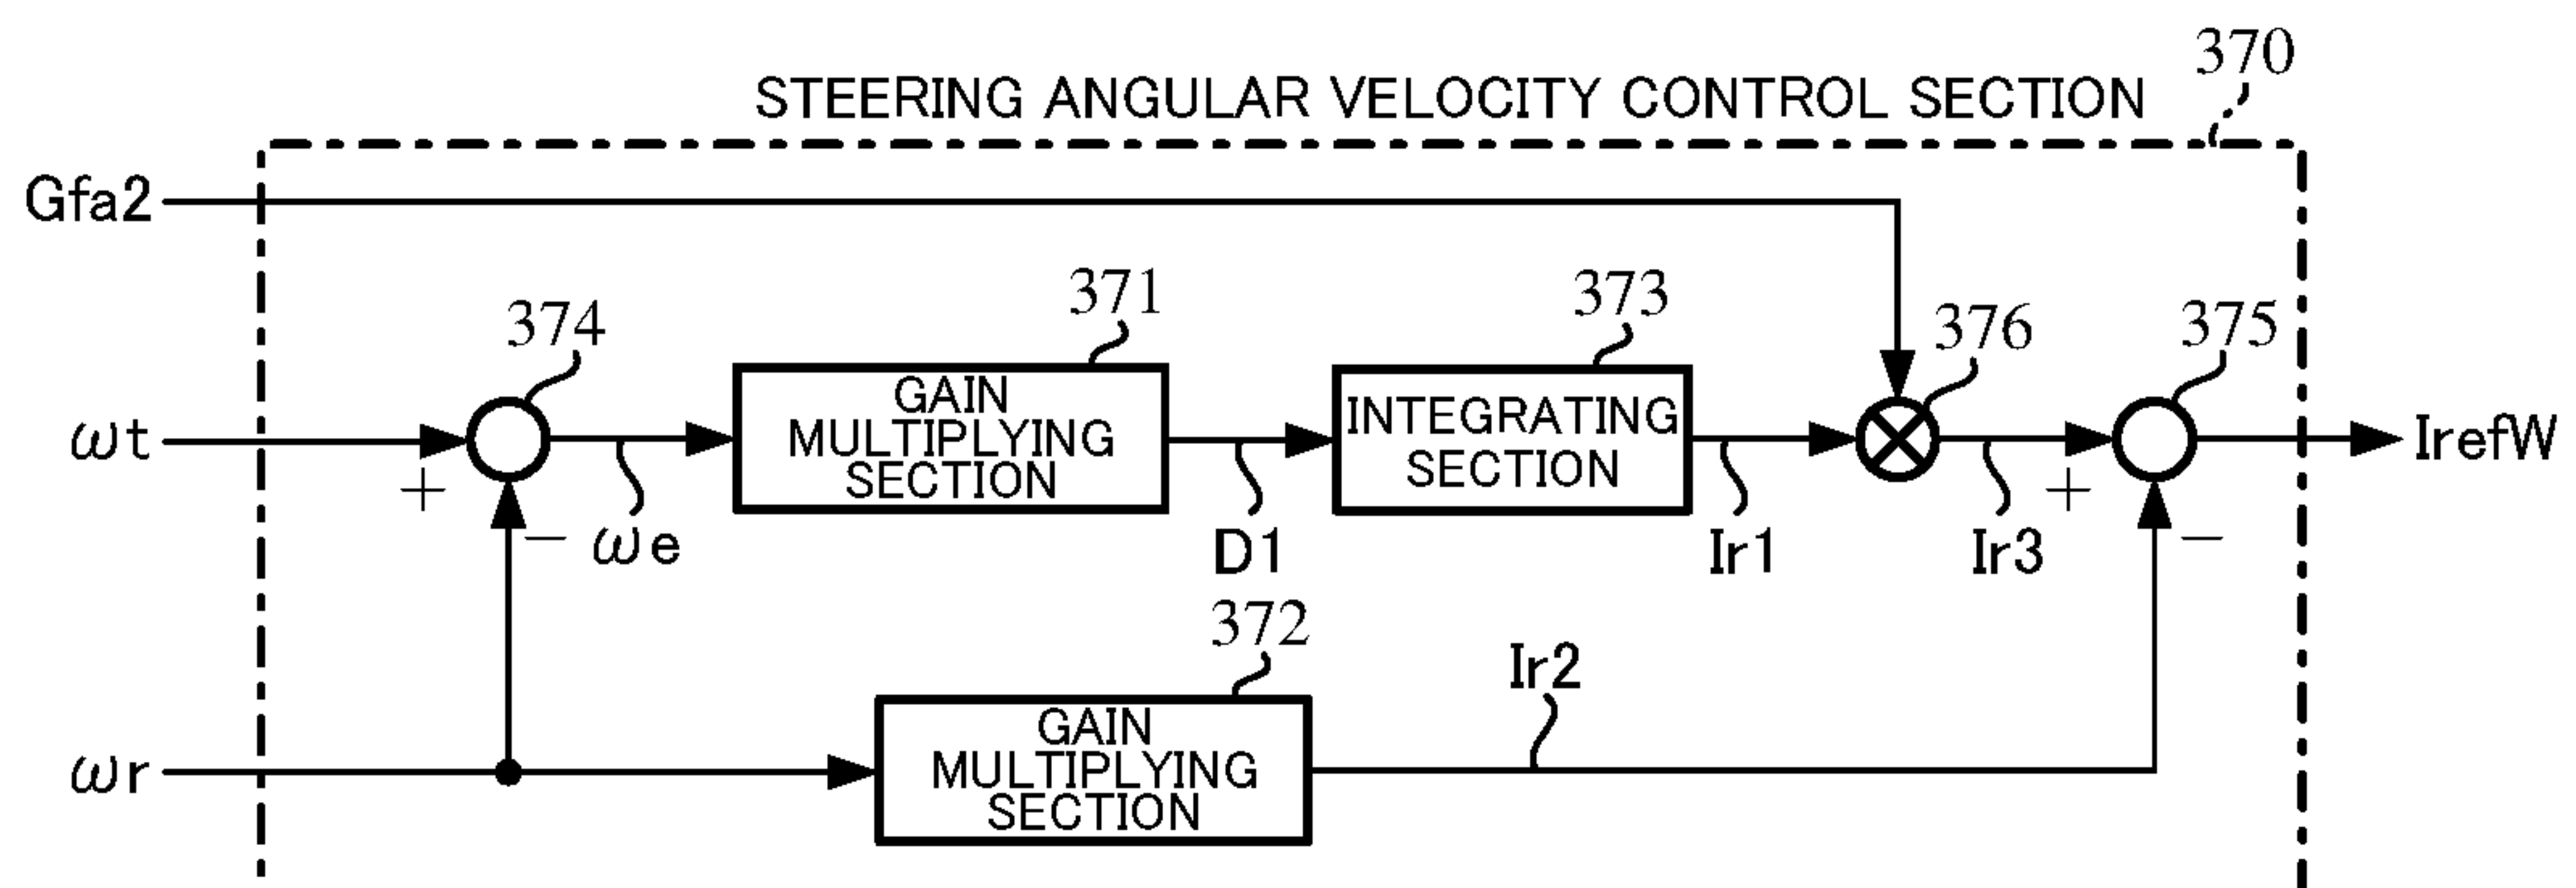 370
STEERING ANGULAR VELOCITY CONTROL SECTION
Gfa2
371
373
374
376
375
GAIN
MULTIPLYING
SECTION
INTEGRATING
SECTION
ωt
IrefW
+
+
−
−
ωe
D1
Ir1
Ir3
372
Ir2
GAIN
MULTIPLYING
SECTION
ωr